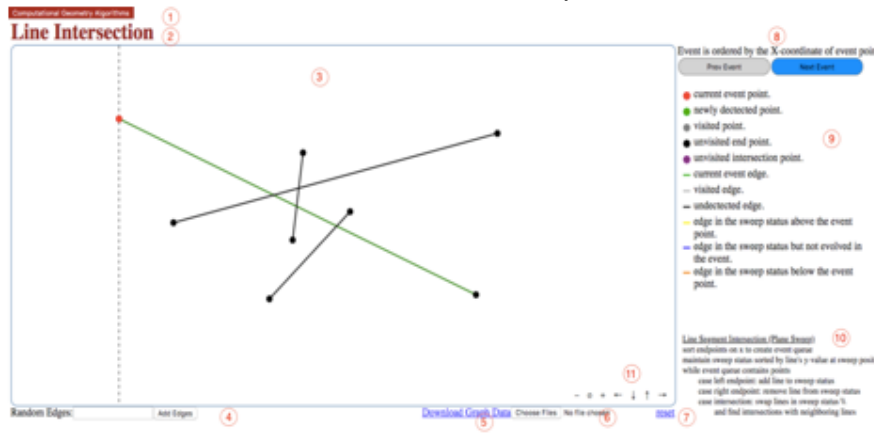 Computational Geometry Algorithms
1
Line Intersection
2
3
8
Event is ordered by the X-coordinate of event poin
Prev Event
Next Event
current event point.
newly dectected point.
visited point.
9
unvisited end point.
unvisited intersection point.
current event edge.
visited edge.
undectected edge.
edge in the sweep status above the event
point.
edge in the sweep status but not evolved in
the event.
edge in the sweep status below the event
point.
Line Segment Intersection (Plane Sweep)
10
sort endpoints on x to create event queue
maintain sweep status sorted by line's y-value at sweep posit
while event queue contains points
case left endpoint: add line to sweep status
case right endpoint: remove line from sweep status
case intersection: swap lines in sweep status
and find intersections with neighboring lines
11
− o + ← ↓ ↑ →
Random Edges:
Add Edges
4
Download Graph Data
5
Choose Files
No file chosen
6
reset
7